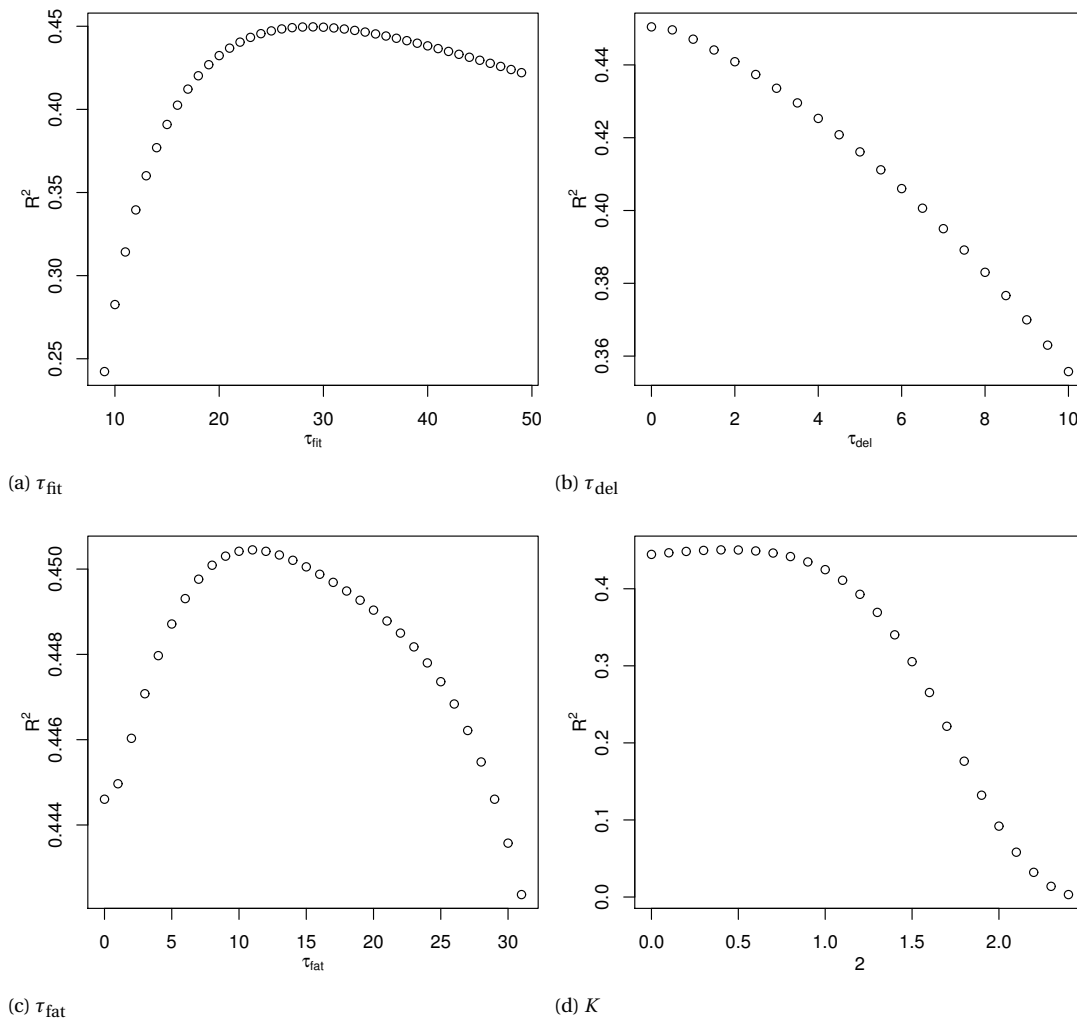 0.45
0.40
0.35
0.30
0.25
R²
10 20 30 40 50
τfit
(a) τfit
0.44
0.42
0.40
0.38
0.36
R²
0 2 4 6 8 10
τdel
(b) τdel
0.450
0.448
0.446
0.444
R²
0 5 10 15 20 25 30
τfat
(c) τfat
0.4
0.3
0.2
0.1
0.0
R²
0.0 0.5 1.0 1.5 2.0
2
(d) K